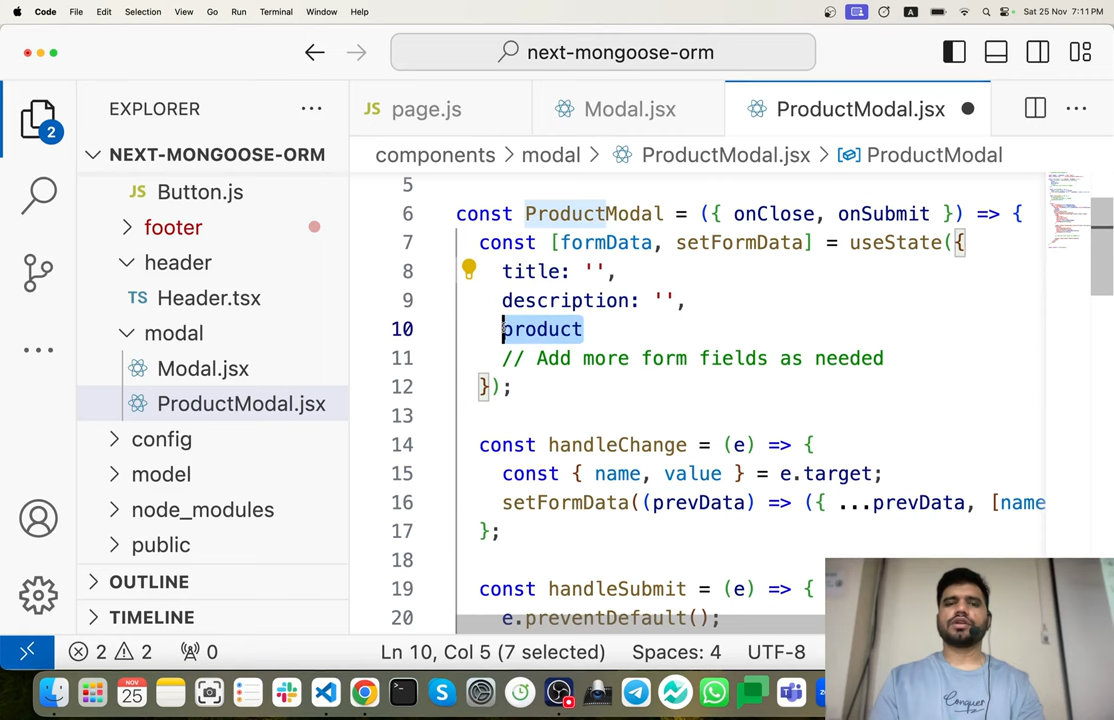 Code File Edit Selection View Go Run Terminal Window Help A Sat 25 Nov 7:11 PM
next-mongoose-orm
2
EXPLORER
NEXT-MONGOOSE-ORM
JS Button.js
footer
header
TS Header.tsx
modal
Modal.jsx
ProductModal.jsx
config
model
node_modules
public
OUTLINE
TIMELINE
JS page.js Modal.jsx ProductModal.jsx
components > modal > ProductModal.jsx > ProductModal
5
6 const ProductModal = ({ onClose, onSubmit }) => {
7 const [formData, setFormData] = useState({
8 title: '',
9 description: '',
10 product
11 // Add more form fields as needed
12 });
13
14 const handleChange = (e) => {
15 const { name, value } = e.target;
16 setFormData((prevData) => ({ ...prevData, [name
17 };
18
19 const handleSubmit = (e) => {
20 e.preventDefault();
Conquer
2 2 0 Ln 10, Col 5 (7 selected) Spaces: 4 UTF-8
NOV
25